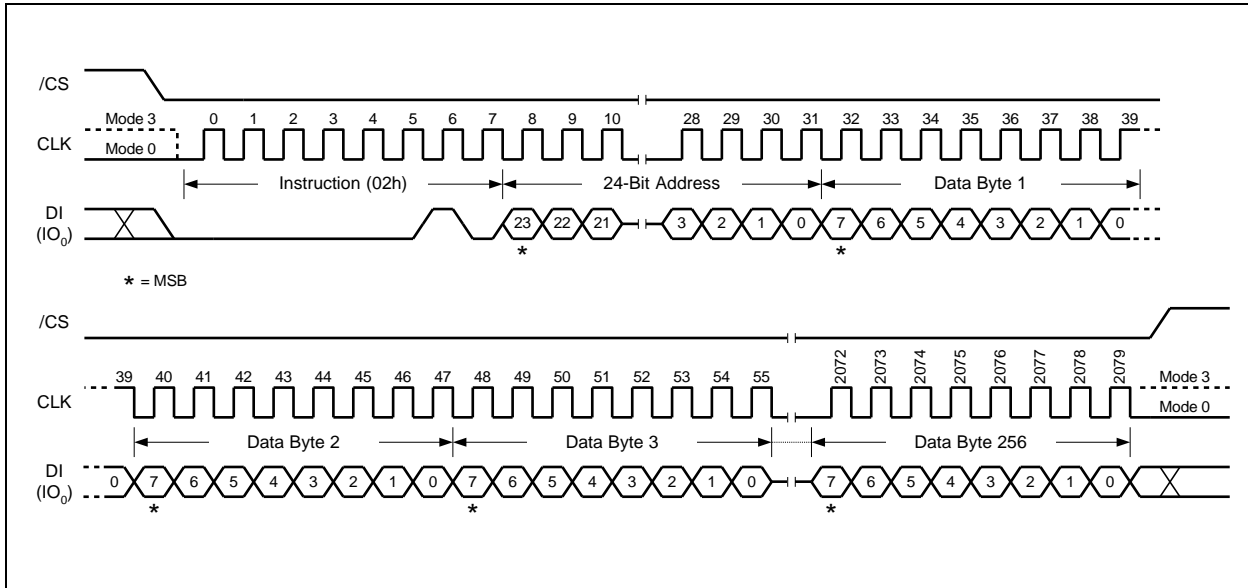 /CS
Mode 3
0 1 2 3 4 5 6 7 8 9 10 28 29 30 31 32 33 34 35 36 37 38 39
CLK
Mode 0
Instruction (02h) 24-Bit Address Data Byte 1
DI
(IO0)
23 22 21 3 2 1 0 7 6 5 4 3 2 1 0
* *
* = MSB
/CS
39 40 41 42 43 44 45 46 47 48 49 50 51 52 53 54 55 2072 2073 2074 2075 2076 2077 2078 2079
Mode 3
CLK
Mode 0
Data Byte 2 Data Byte 3 Data Byte 256
DI
(IO0)
0 7 6 5 4 3 2 1 0 7 6 5 4 3 2 1 0 7 6 5 4 3 2 1 0
* * *